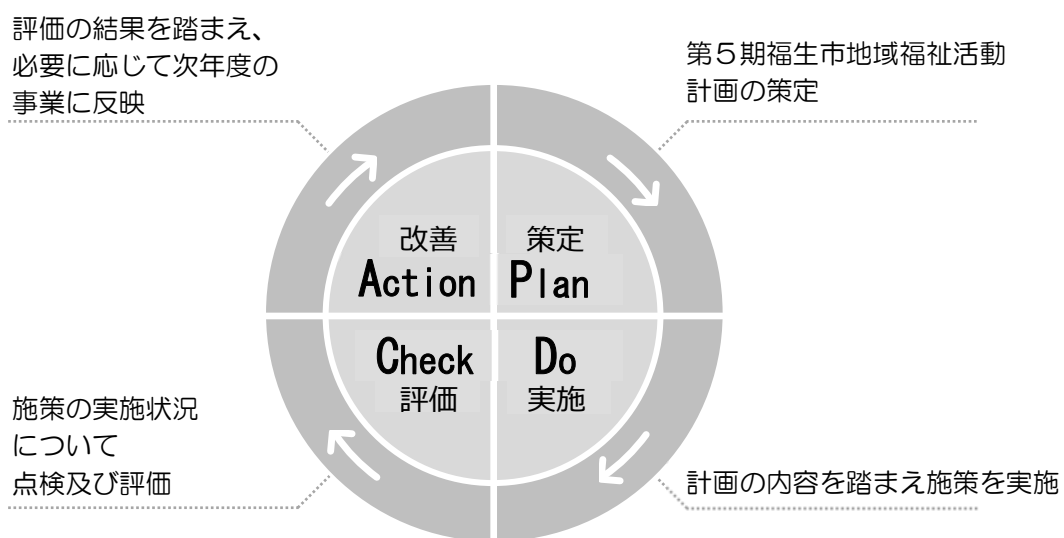 評価の結果を踏まえ、
必要に応じて次年度の
事業に反映
第5期福生市地域福祉活動
計画の策定
改善
Action
策定
Plan
Check
評価
Do
実施
施策の実施状況
について
点検及び評価
計画の内容を踏まえ施策を実施